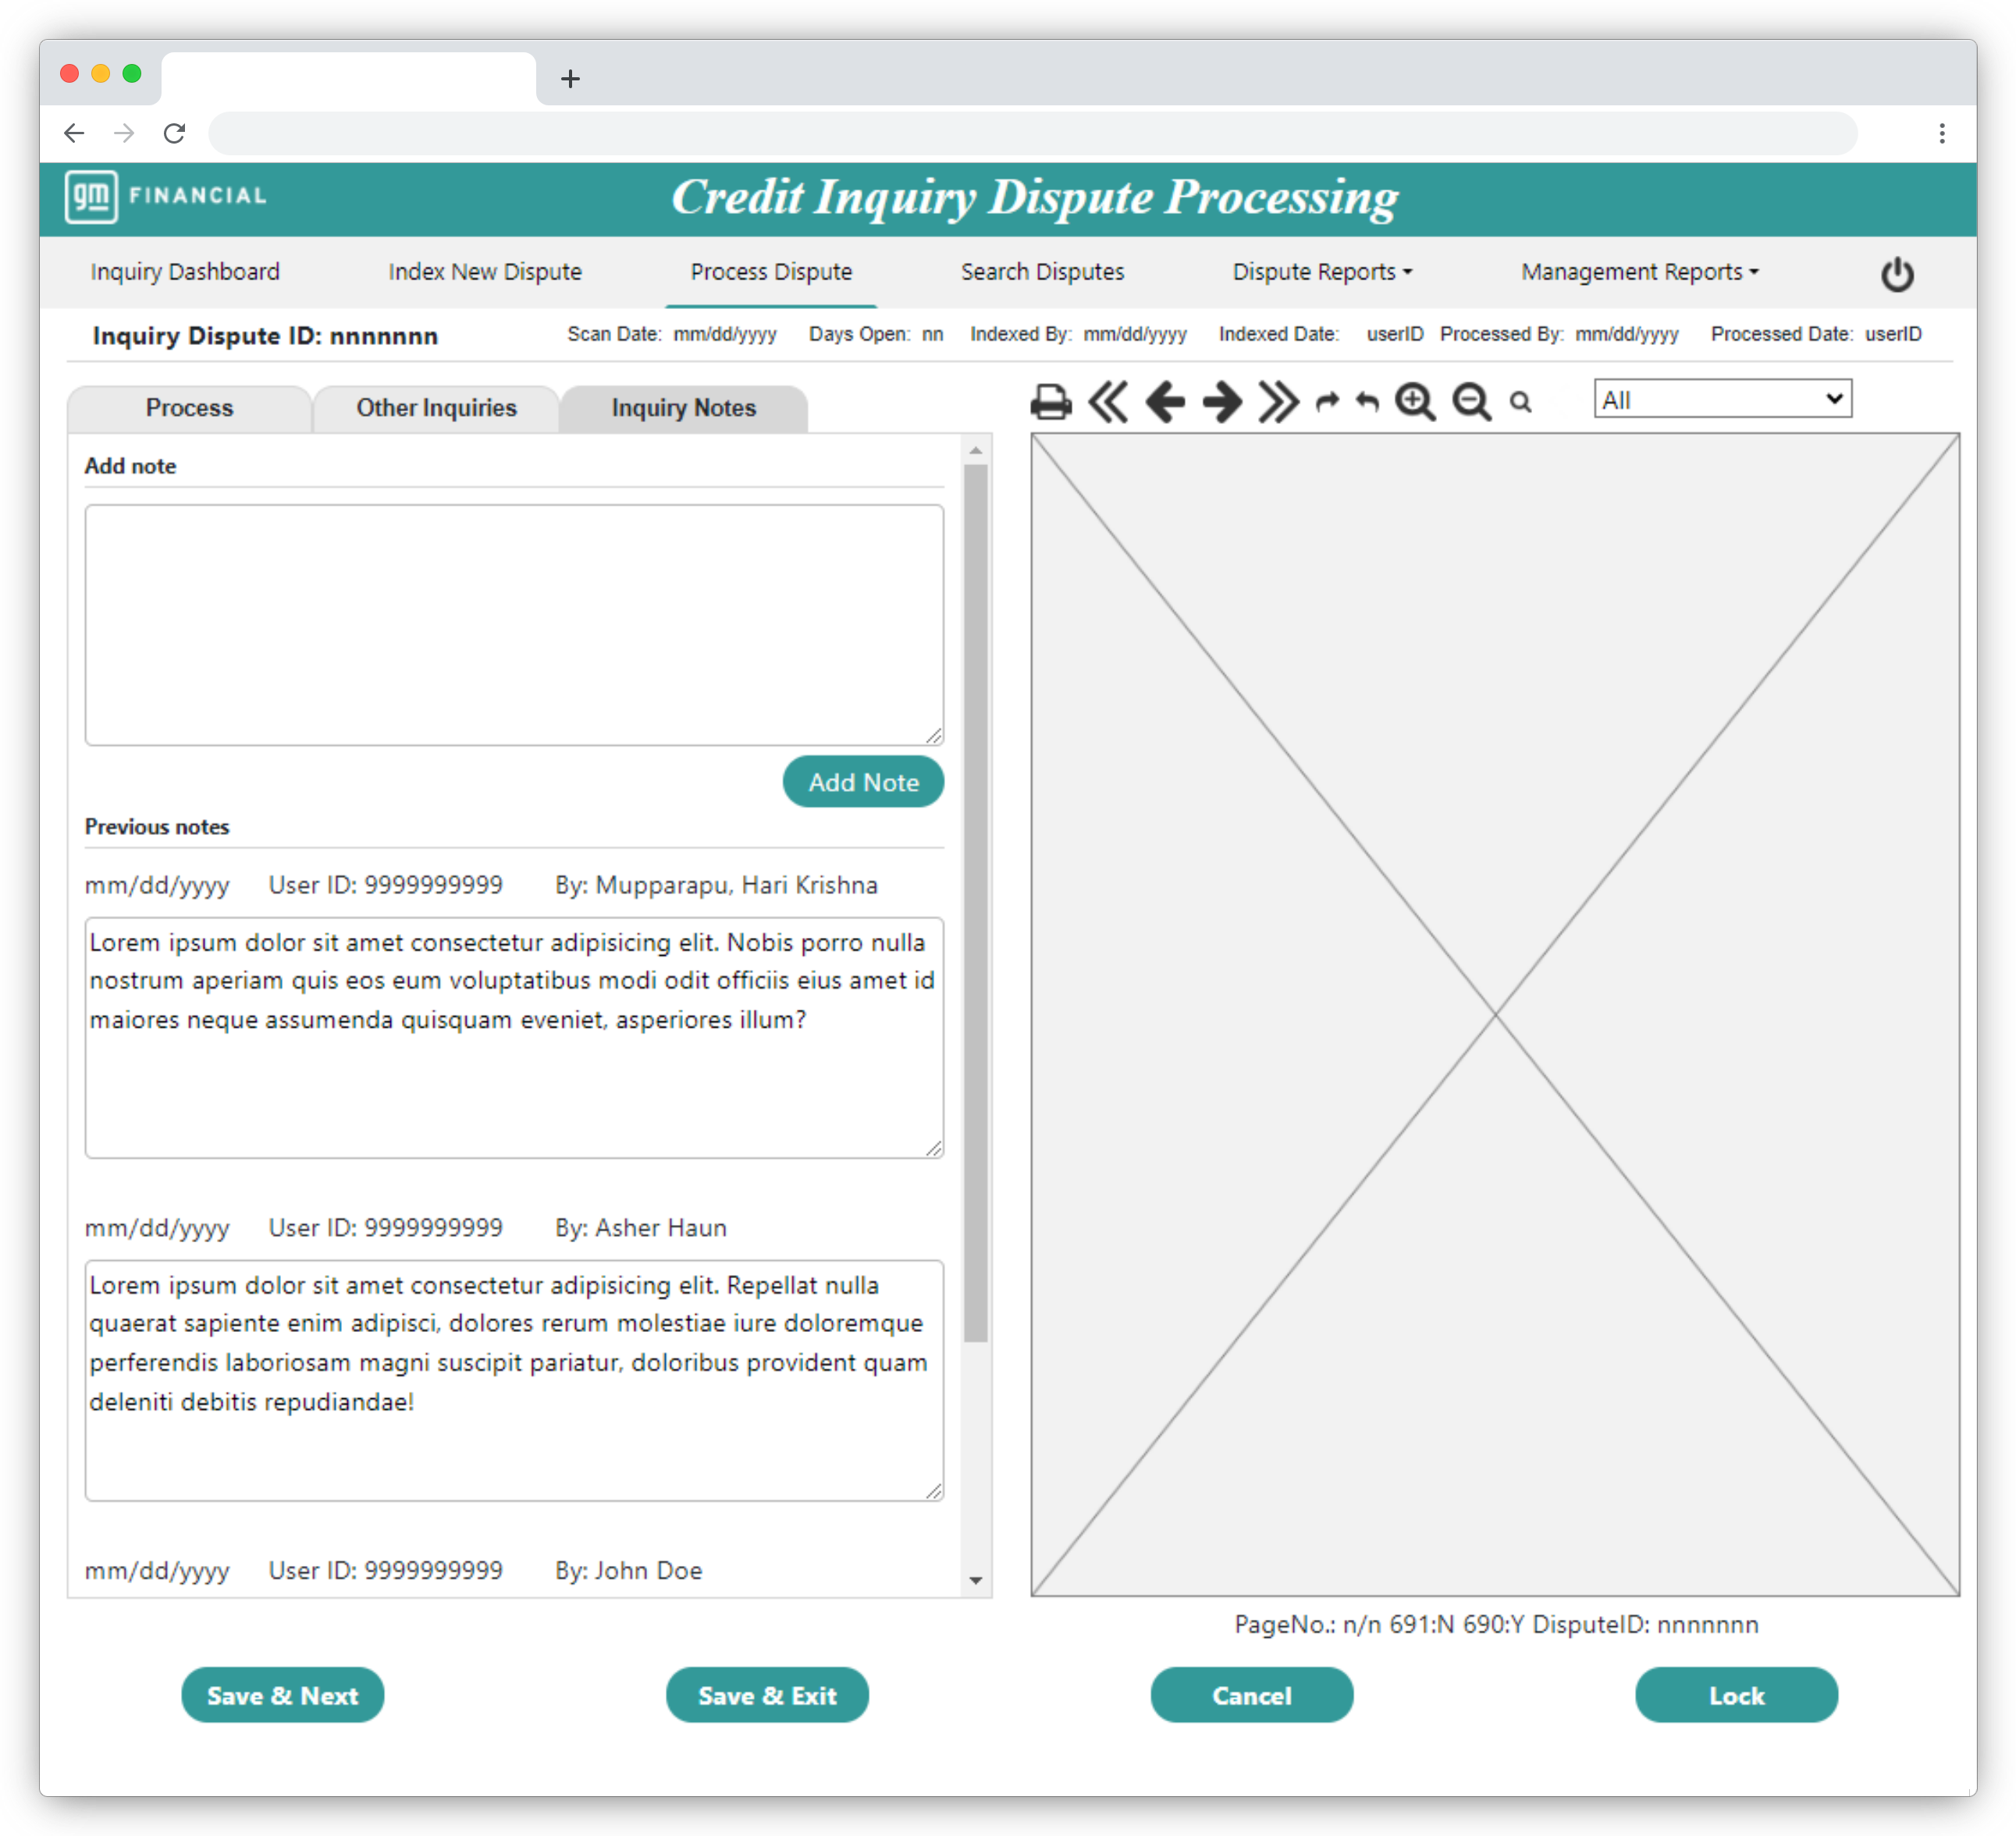 gm FINANCIAL
Credit Inquiry Dispute Processing
Inquiry Dashboard Index New Dispute Process Dispute Search Disputes Dispute Reports Management Reports
Inquiry Dispute ID: nnnnnnn Scan Date: mm/dd/yyyy Days Open: nn Indexed By: mm/dd/yyyy Indexed Date: userID Processed By: mm/dd/yyyy Processed Date: userID
Process Other Inquiries Inquiry Notes
All
Add note
Add Note
Previous notes
mm/dd/yyyy User ID: 9999999999 By: Mupparapu, Hari Krishna
Lorem ipsum dolor sit amet consectetur adipisicing elit. Nobis porro nulla
nostrum aperiam quis eos eum voluptatibus modi odit officiis eius amet id
maiores neque assumenda quisquam eveniet, asperiores illum?
mm/dd/yyyy User ID: 9999999999 By: Asher Haun
Lorem ipsum dolor sit amet consectetur adipisicing elit. Repellat nulla
quaerat sapiente enim adipisci, dolores rerum molestiae iure doloremque
perferendis laboriosam magni suscipit pariatur, doloribus provident quam
deleniti debitis repudiandae!
mm/dd/yyyy User ID: 9999999999 By: John Doe
PageNo.: n/n 691:N 690:Y DisputeID: nnnnnnn
Save & Next Save & Exit Cancel Lock